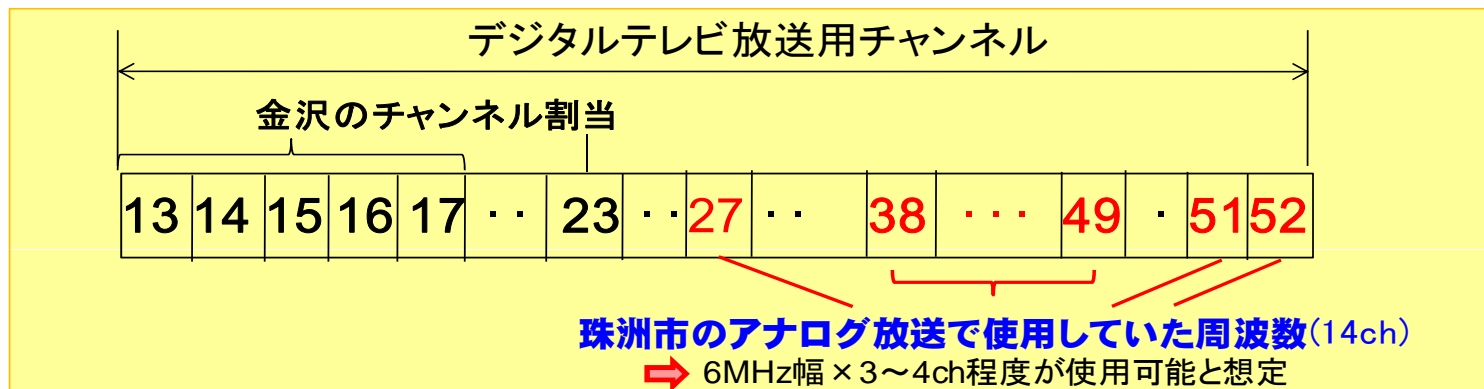 デジタルテレビ放送用チャンネル
金沢のチャンネル割当
13 14 15 16 17 ‥ 23 ‥ 27 ‥ 38 … 49 ・ 51 52
珠洲市のアナログ放送で使用していた周波数(14ch)
➡ 6MHz幅×3～4ch程度が使用可能と想定